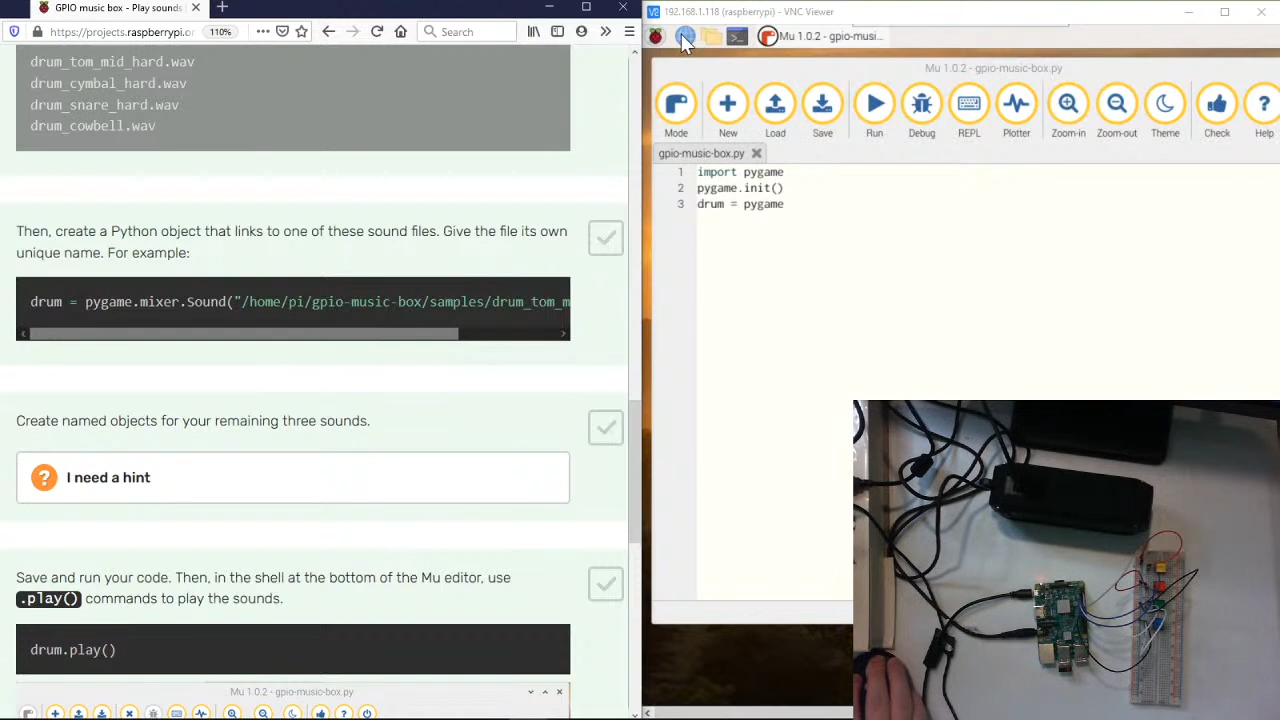 GPIO music box - Play sounds
https://projects.raspberrypi.o
110%
Search
drum_tom_mid_hard.wav
drum_cymbal_hard.wav
drum_snare_hard.wav
drum_cowbell.wav
Then, create a Python object that links to one of these sound files. Give the file its own
unique name. For example:
drum = pygame.mixer.Sound("/home/pi/gpio-music-box/samples/drum_tom_m
Create named objects for your remaining three sounds.
? I need a hint
Save and run your code. Then, in the shell at the bottom of the Mu editor, use
.play() commands to play the sounds.
drum.play()
Mu 1.0.2 - gpio-music-box.py
192.168.1.118 (raspberrypi) - VNC Viewer
Mu 1.0.2 - gpio-musi...
Mu 1.0.2 - gpio-music-box.py
Mode New Load Save Run Debug REPL Plotter Zoom-in Zoom-out Theme Check Help
gpio-music-box.py
1 import pygame
2 pygame.init()
3 drum = pygame